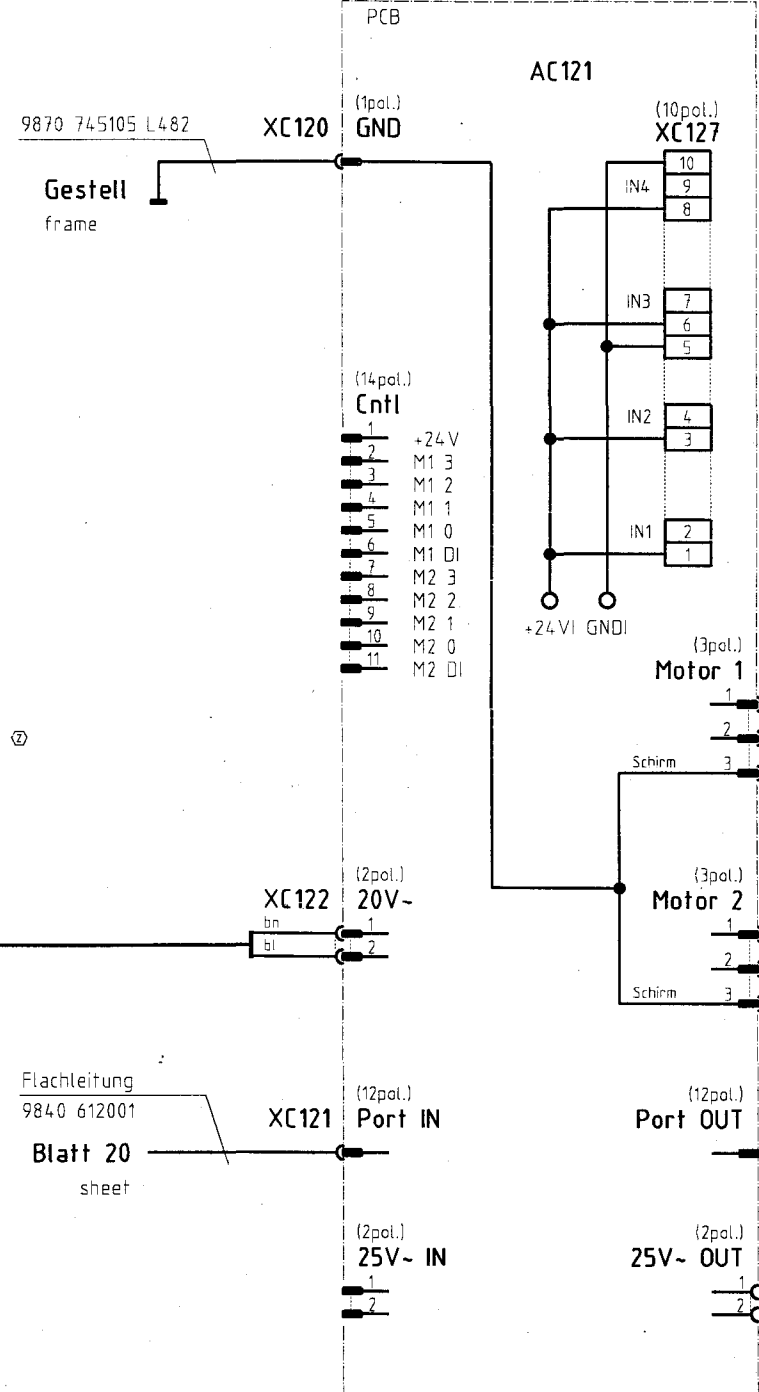 PCB
AC121
(1pol.)
9870 745105 L482
XC120 GND
(10pol.)
XC127
Gestell
frame
10
IN4 9
8
IN3 7
6
5
(14pol.)
Cntl
IN2 4
3
1 +24V
2 M1 3
3 M1 2
4 M1 1
5 M1 0
6 M1 DI
7 M2 3
8 M2 2
9 M2 1
10 M2 0
11 M2 DI
IN1 2
1
+24VI GNDI
(3pol.)
Motor 1
1
2
Schirm 3
Z
(2pol.)
XC122 20V~
bn 1
bl 2
(3pol.)
Motor 2
1
2
Schirm 3
Flachleitung
9840 612001
(12pol.)
XC121 Port IN
(12pol.)
Port OUT
Blatt 20
sheet
(2pol.)
25V~ IN
1
2
(2pol.)
25V~ OUT
1
2